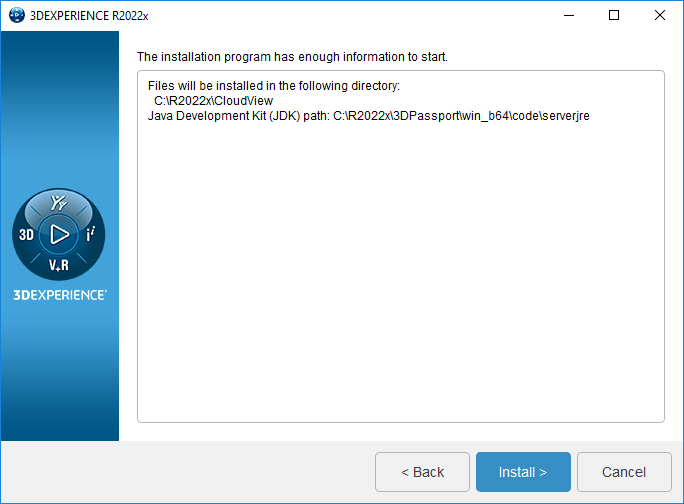 3DEXPERIENCE R2022x
The installation program has enough information to start.
Files will be installed in the following directory:
C:\R2022x\CloudView
Java Development Kit (JDK) path: C:\R2022x\3DPassport\win_b64\code\serverjre
3D
i²
V+R
3DEXPERIENCE
< Back
Install >
Cancel